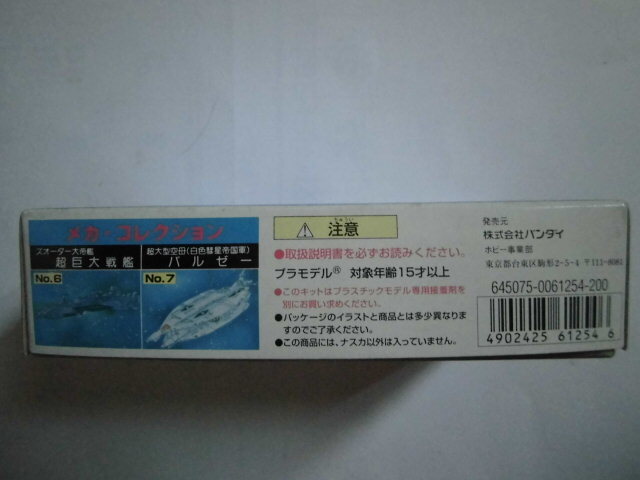 メカ・コレクション
ズオーダー大帝艦
超巨大戦艦
No.6
超大型空母(白色彗星帝国軍)
バルゼー
No.7
ちゅうい
注意
●取扱説明書を必ずお読みください。
プラモデル® 対象年齢15才以上
●このキットはプラスチックモデル専用接着剤を
別にお買い求めください。
●パッケージのイラストと商品とは多少異なりま
すのでご了承ください。
●この商品には、ナスカ以外は入っていません。
発売元
株式会社バンダイ
ホビー事業部
東京都台東区駒形2-5-4 〒111-8081
645075-0061254-200
4902425 61254 6